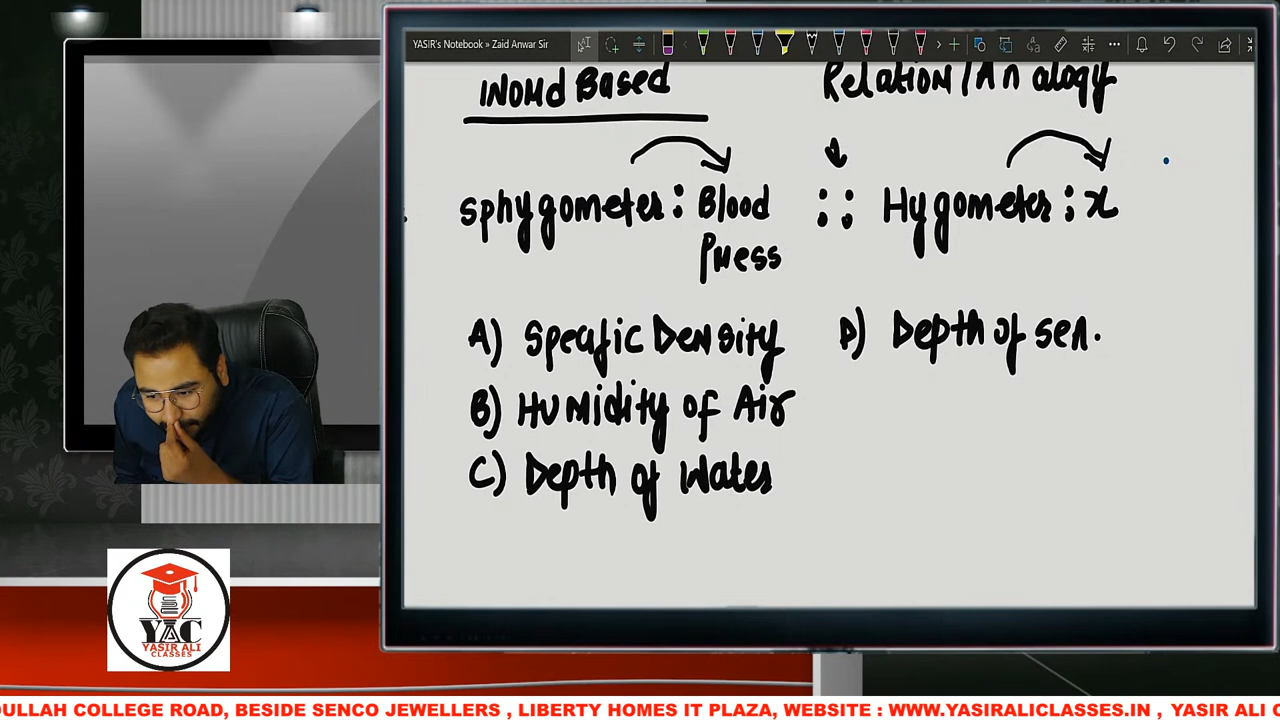 YASIR's Notebook » Zaid Anwar Sir
Word Based Relation/Analogy
Sphygometer : Blood Press :: Hygometer : x
A) Specific Density
B) Humidity of Air
C) Depth of Water
D) Depth of sea.
YAC
YASIR ALI
CLASSES
DULLAH COLLEGE ROAD, BESIDE SENCO JEWELLERS , LIBERTY HOMES IT PLAZA, WEBSITE : WWW.YASIRALICLASSES.IN , YASIR ALI C